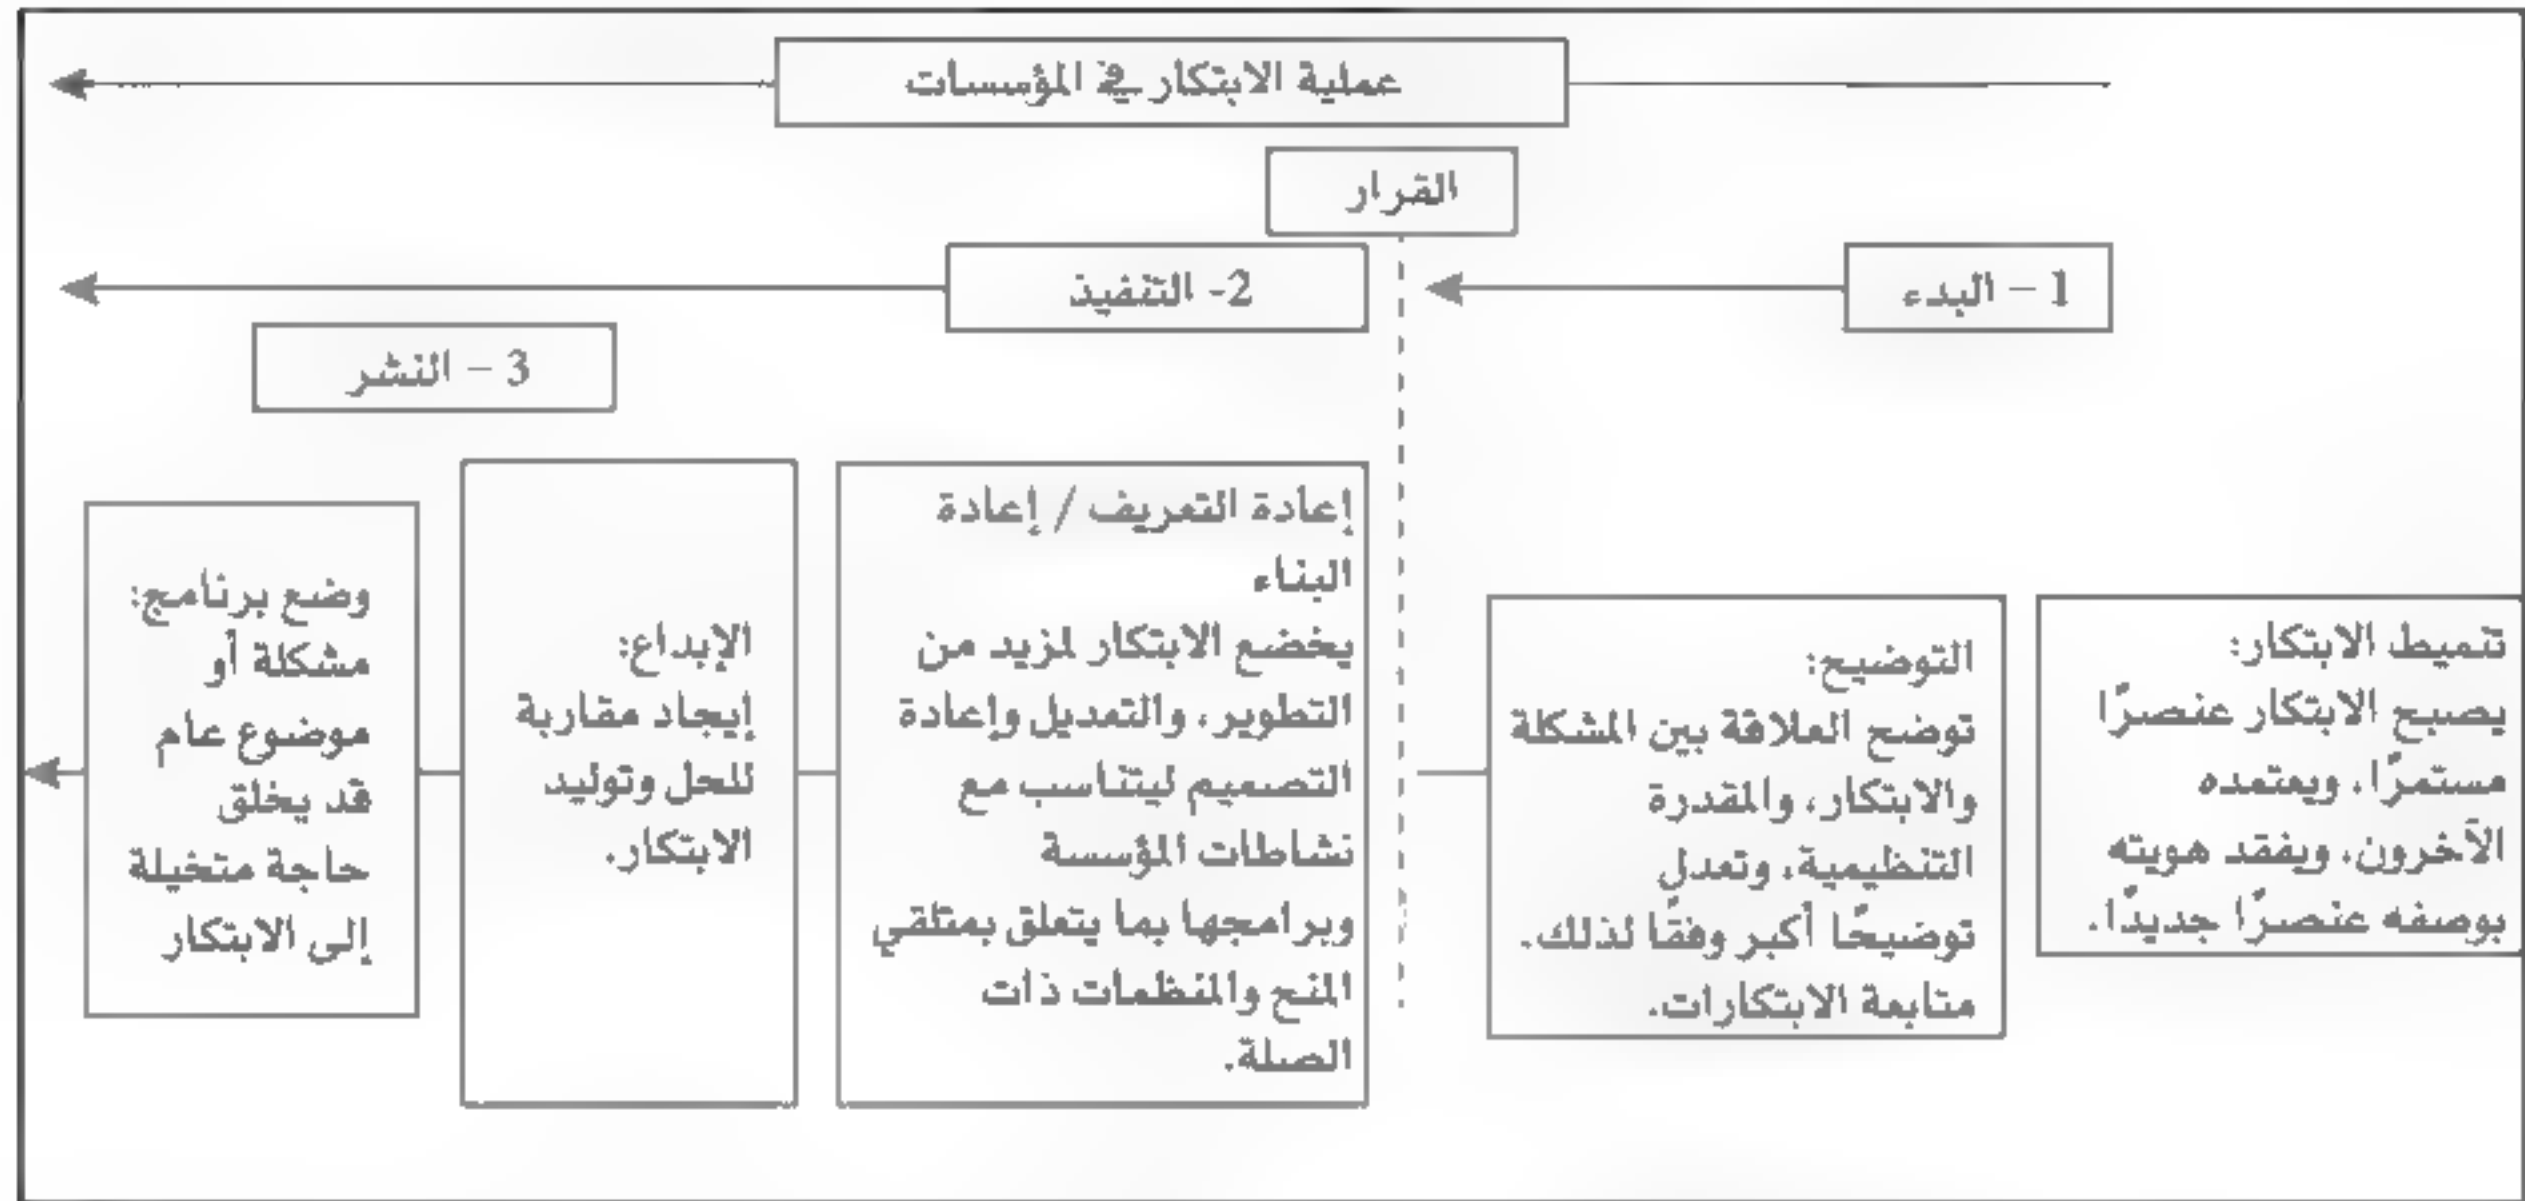 عملية الابتكار في المؤسسات
القرار
1 – البدء
2- التنفيذ
3 – النشر
تنميط الابتكار:
يصبح الابتكار عنصرًا
مستمرًا، ويعتمده
الآخرون، ويفقد هويته
بوصفه عنصرًا جديدًا.
التوضيح:
توضح العلاقة بين المشكلة
والابتكار، والمقدرة
التنظيمية، وتعدل
توضيحًا أكبر وفقًا لذلك.
متابعة الابتكارات.
إعادة التعريف / إعادة
البناء
يخضع الابتكار لمزيد من
التطوير، والتعديل وإعادة
التصميم ليتناسب مع
نشاطات المؤسسة
وبرامجها بما يتعلق بمتلقي
المنح والمنظمات ذات
الصلة.
الإبداع:
إيجاد مقاربة
للحل وتوليد
الابتكار.
وضع برنامج:
مشكلة أو
موضوع عام
قد يخلق
حاجة متخيلة
إلى الابتكار